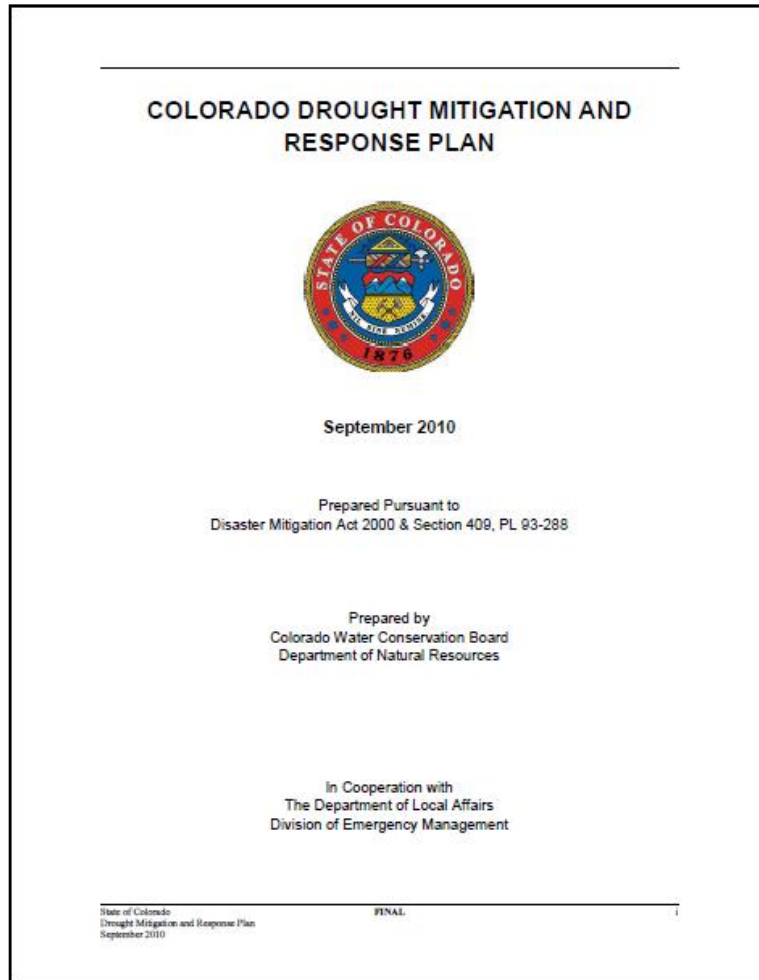 COLORADO DROUGHT MITIGATION AND
RESPONSE PLAN
STATE OF COLORADO
NIL SINE NUMINE
1876
September 2010
Prepared Pursuant to
Disaster Mitigation Act 2000 & Section 409, PL 93-288
Prepared by
Colorado Water Conservation Board
Department of Natural Resources
In Cooperation with
The Department of Local Affairs
Division of Emergency Management
State of Colorado FINAL i
Drought Mitigation and Response Plan
September 2010